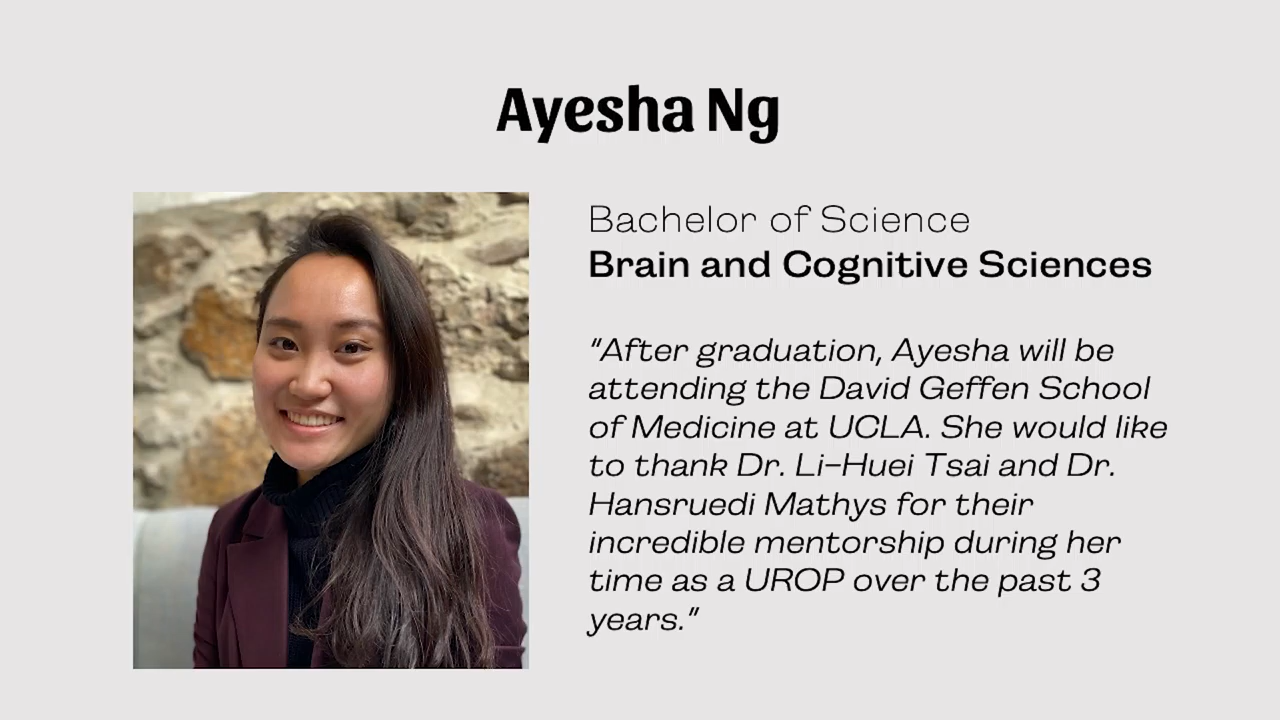 Ayesha Ng
Bachelor of Science
Brain and Cognitive Sciences
“After graduation, Ayesha will be
attending the David Geffen School
of Medicine at UCLA. She would like
to thank Dr. Li-Huei Tsai and Dr.
Hansruedi Mathys for their
incredible mentorship during her
time as a UROP over the past 3
years.”